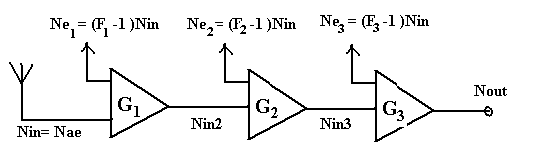 Ne₁ = (F₁ -1 )Nin
Ne₂ = (F₂ -1 )Nin
Ne₃ = (F₃ -1 )Nin
G₁
G₂
G₃
Nout
Nin= Nae
Nin2
Nin3